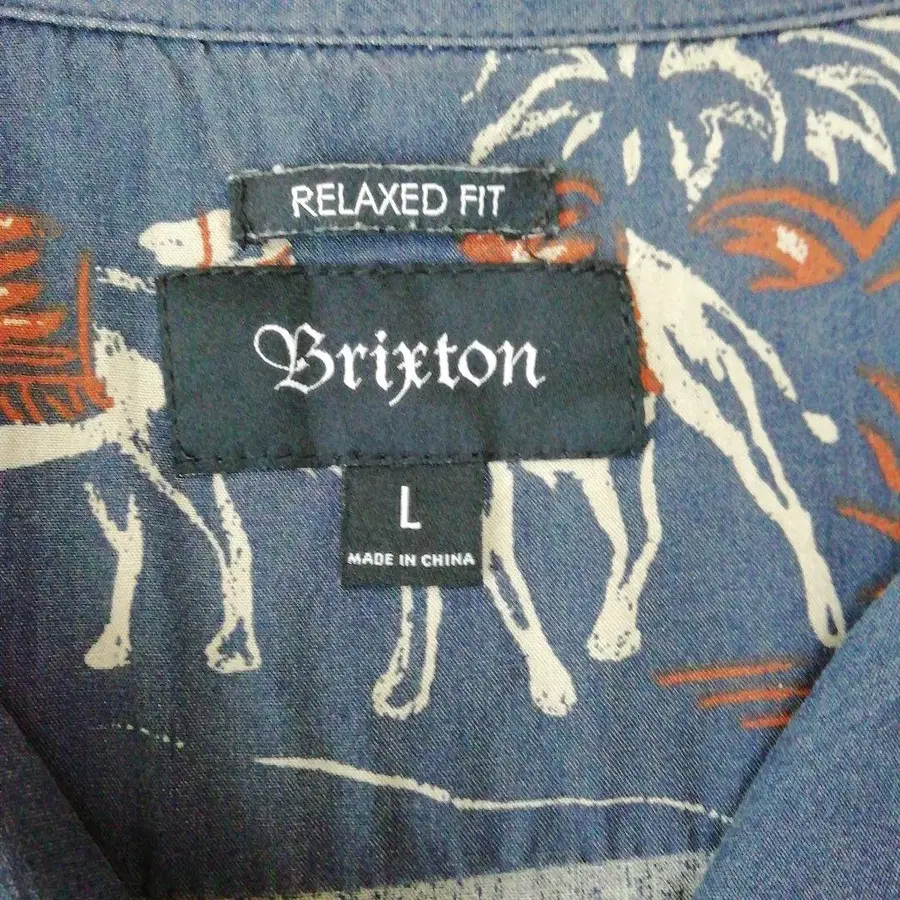 RELAXED FIT
Brixton
L
MADE IN CHINA